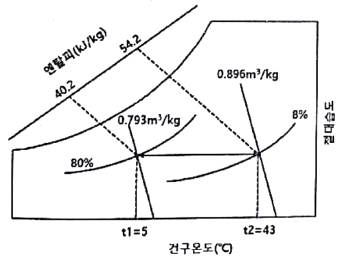 엔탈피(kJ/kg)
54.2
40.2
0.896m³/kg
0.793m³/kg
8%
80%
절대습도
t1=5
t2=43
건구온도(℃)